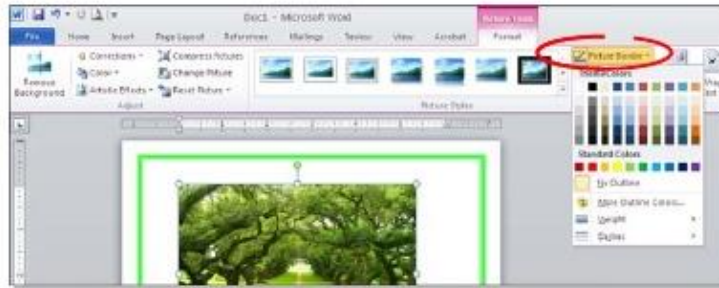 Doc1 - Microsoft Word
Picture Tools
File Home Insert Page Layout References Mailings Review View Acrobat Format
Remove Background
Corrections
Color
Artistic Effects
Compress Pictures
Change Picture
Reset Picture
Adjust
Picture Styles
Picture Border
Theme Colors
Standard Colors
No Outline
More Outline Colors...
Weight
Dashes